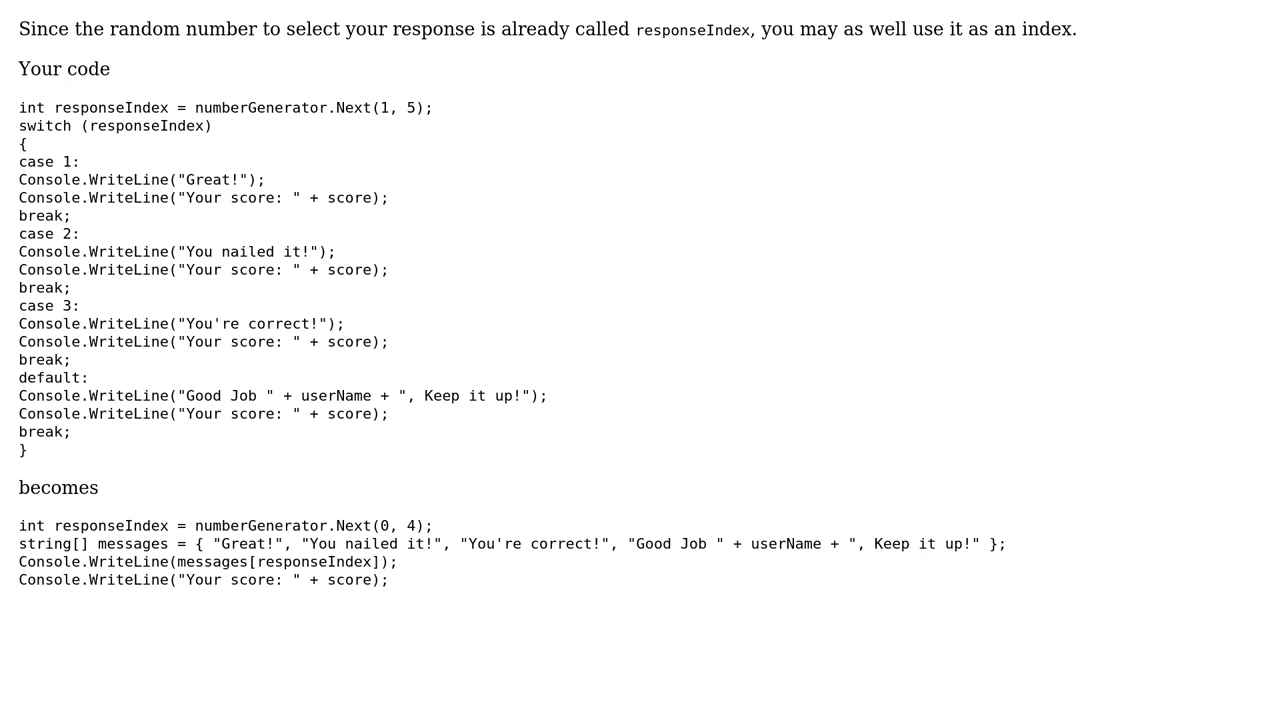 Since the random number to select your response is already called responseIndex, you may as well use it as an index.
Your code
int responseIndex = numberGenerator.Next(1, 5);
switch (responseIndex)
{
case 1:
Console.WriteLine("Great!");
Console.WriteLine("Your score: " + score);
break;
case 2:
Console.WriteLine("You nailed it!");
Console.WriteLine("Your score: " + score);
break;
case 3:
Console.WriteLine("You're correct!");
Console.WriteLine("Your score: " + score);
break;
default:
Console.WriteLine("Good Job " + userName + ", Keep it up!");
Console.WriteLine("Your score: " + score);
break;
}
becomes
int responseIndex = numberGenerator.Next(0, 4);
string[] messages = { "Great!", "You nailed it!", "You're correct!", "Good Job " + userName + ", Keep it up!" };
Console.WriteLine(messages[responseIndex]);
Console.WriteLine("Your score: " + score);